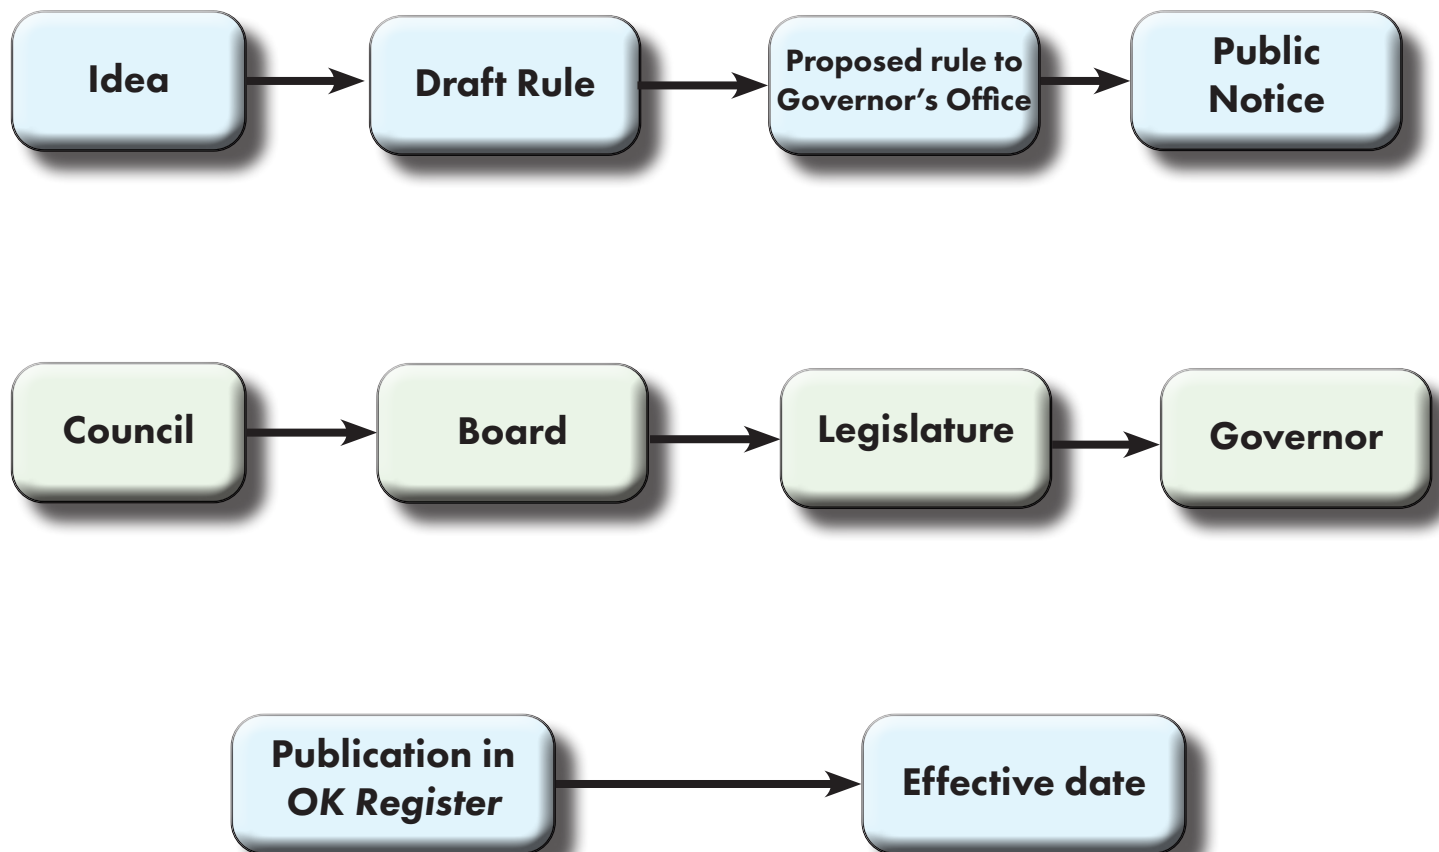 Idea
Draft Rule
Proposed rule to
Governor’s Office
Public
Notice
Council
Board
Legislature
Governor
Publication in
OK Register
Effective date